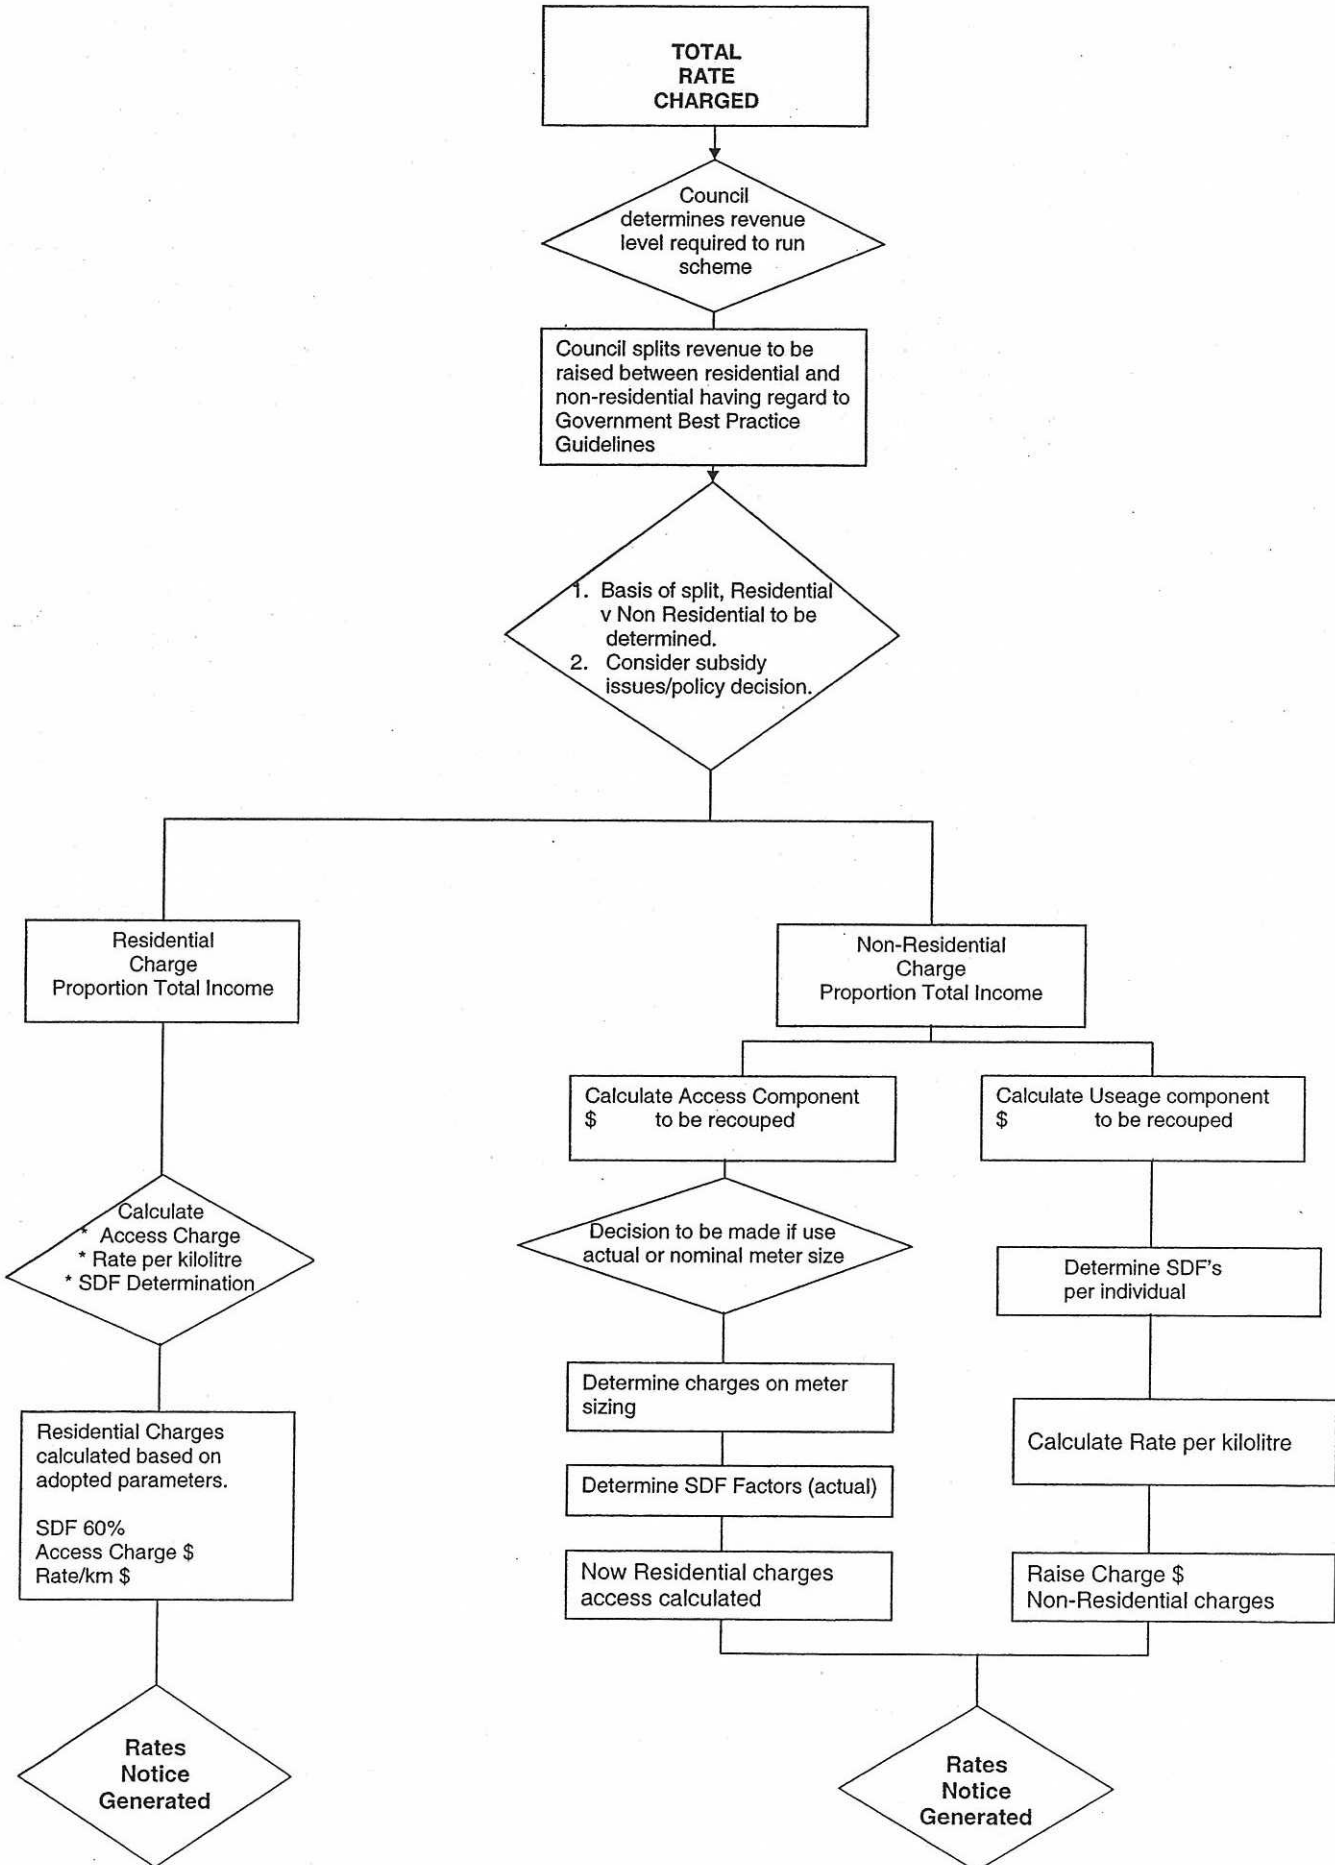 TOTAL
RATE
CHARGED
Council
determines revenue
level required to run
scheme
Council splits revenue to be
raised between residential and
non-residential having regard to
Government Best Practice
Guidelines
1. Basis of split, Residential
v Non Residential to be
determined.
2. Consider subsidy
issues/policy decision.
Residential
Charge
Proportion Total Income
Non-Residential
Charge
Proportion Total Income
Calculate Access Component
$ to be recouped
Calculate Useage component
$ to be recouped
Calculate
* Access Charge
* Rate per kilolitre
* SDF Determination
Decision to be made if use
actual or nominal meter size
Determine SDF's
per individual
Determine charges on meter
sizing
Residential Charges
calculated based on
adopted parameters.
SDF 60%
Access Charge $
Rate/km $
Calculate Rate per kilolitre
Determine SDF Factors (actual)
Now Residential charges
access calculated
Raise Charge $
Non-Residential charges
Rates
Notice
Generated
Rates
Notice
Generated